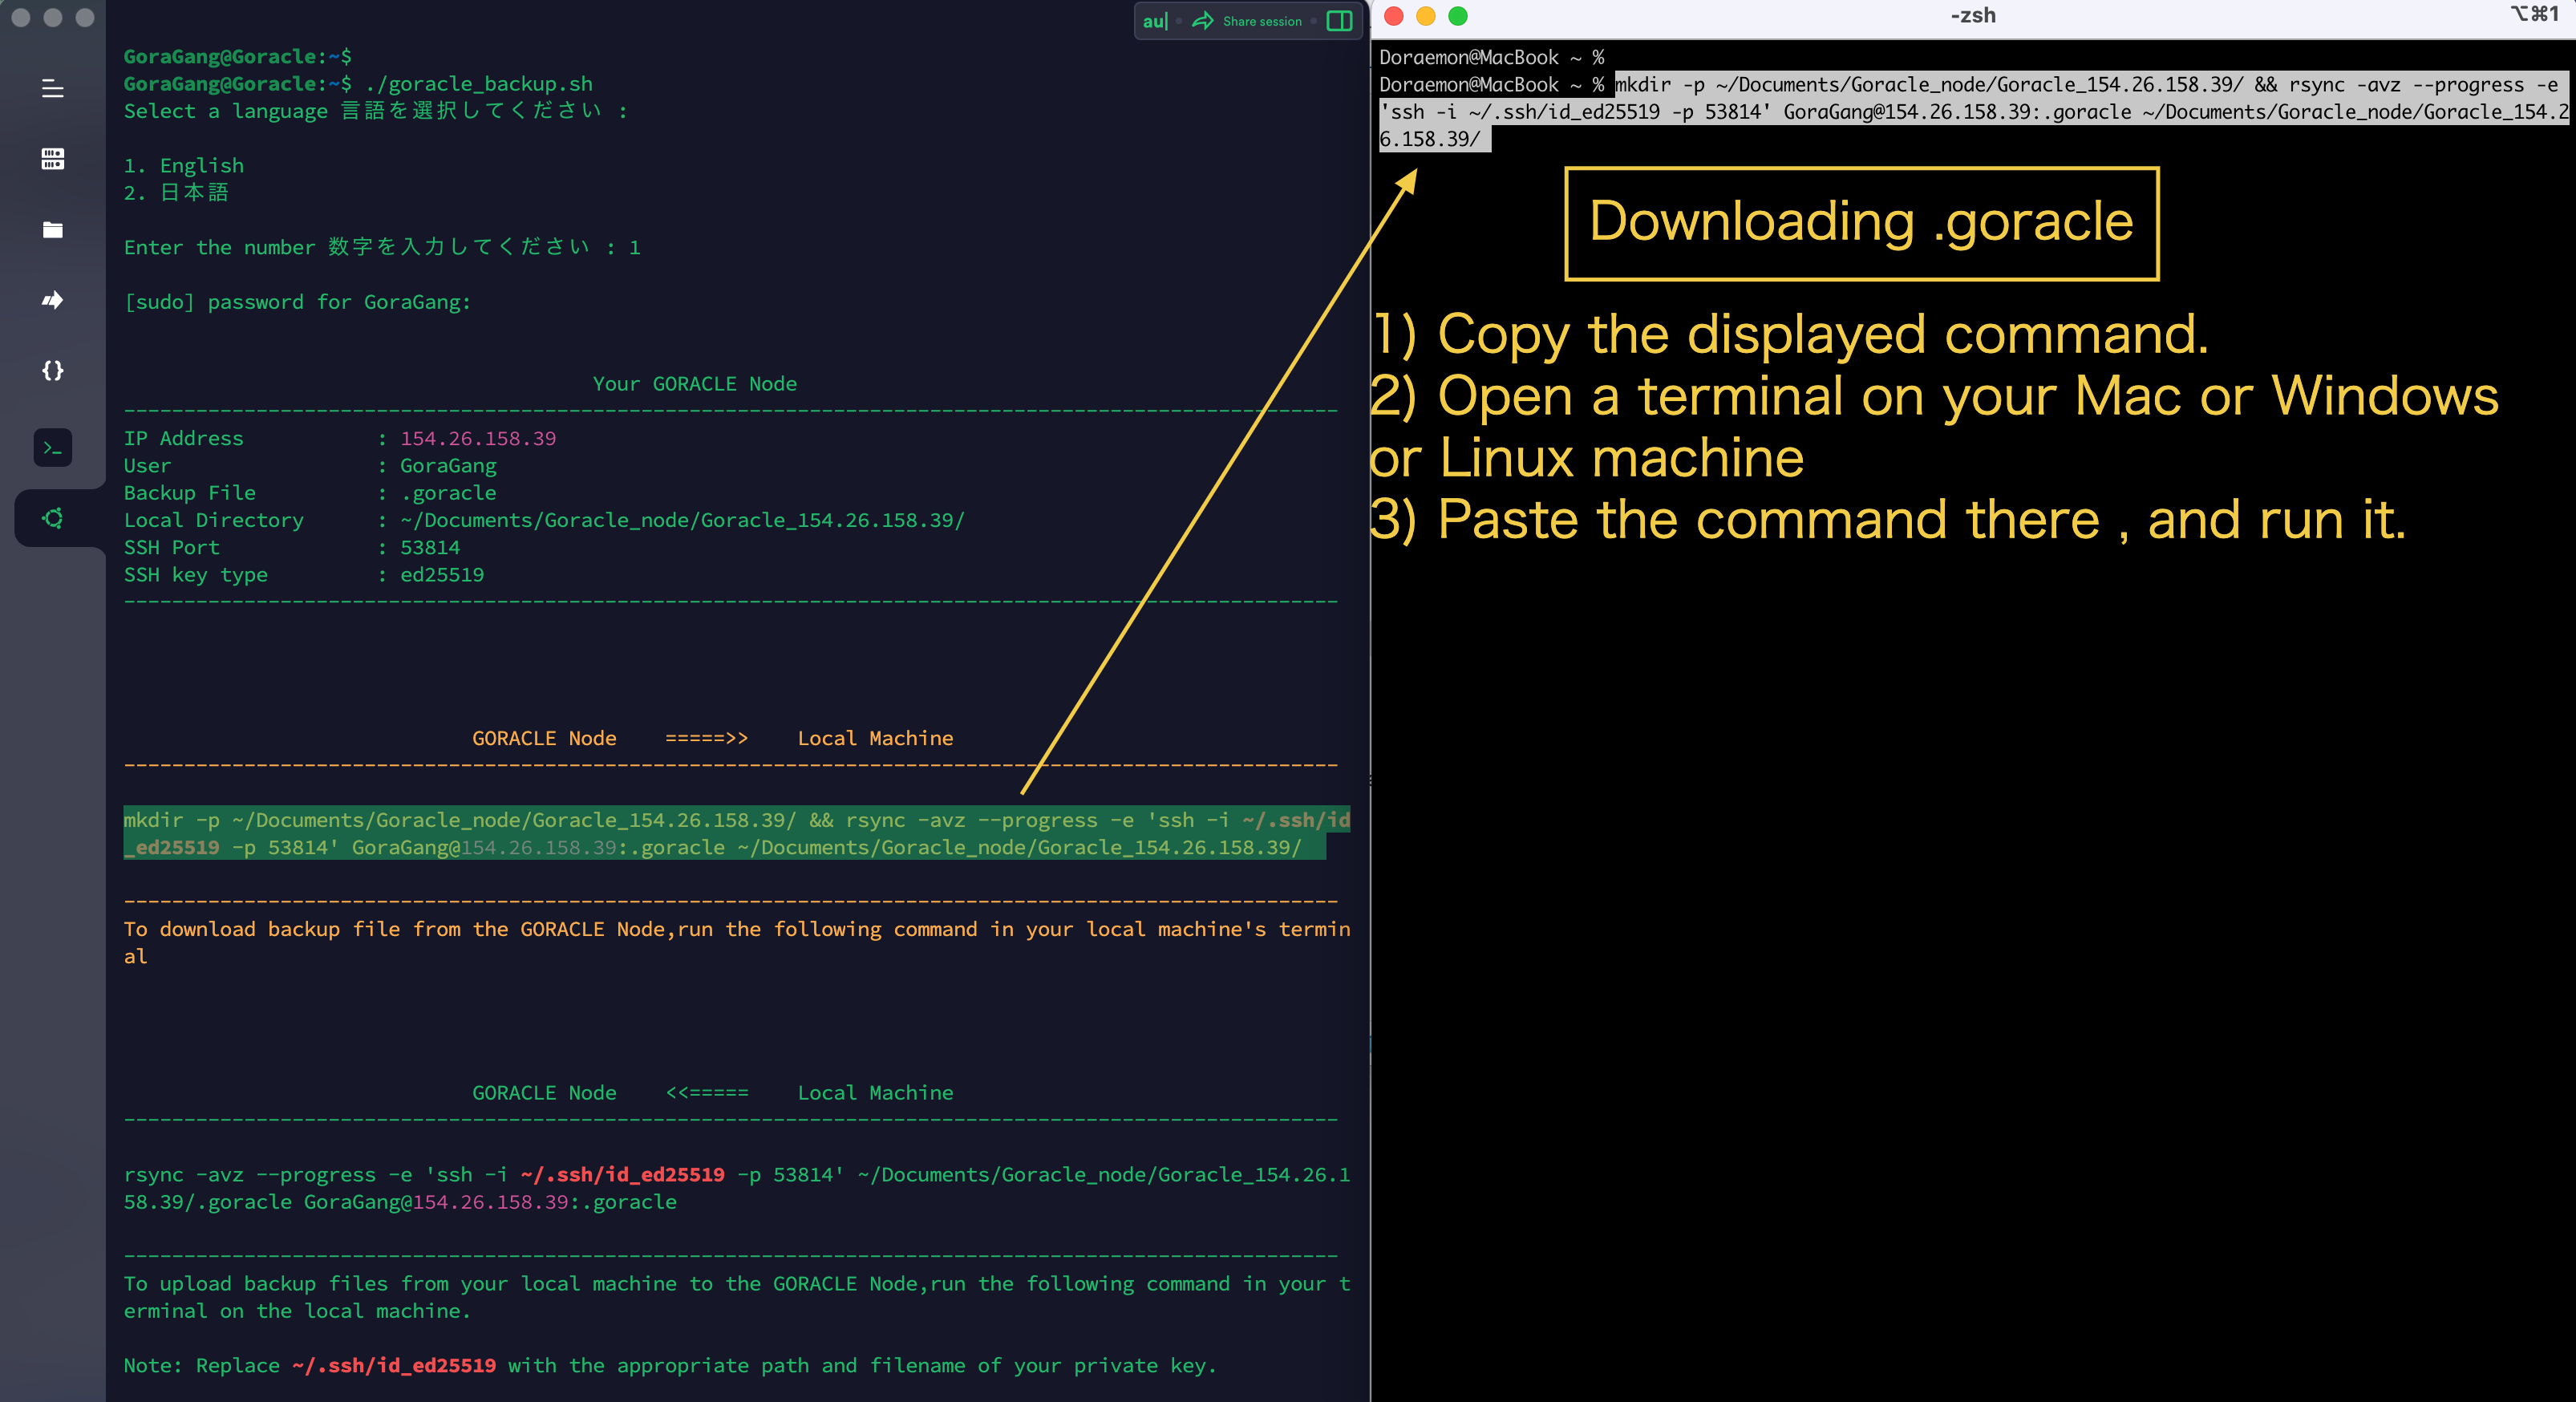 au|
Share session
GoraGang@Goracle:~$
GoraGang@Goracle:~$ ./goracle_backup.sh
Select a language 言語を選択してください :
1. English
2. 日本語
Enter the number 数字を入力してください : 1
[sudo] password for GoraGang:
Your GORACLE Node
----------------------------------------------------------------------------------------------------
IP Address : 154.26.158.39
User : GoraGang
Backup File : .goracle
Local Directory : ~/Documents/Goracle_node/Goracle_154.26.158.39/
SSH Port : 53814
SSH key type : ed25519
----------------------------------------------------------------------------------------------------
GORACLE Node =====>> Local Machine
----------------------------------------------------------------------------------------------------
mkdir -p ~/Documents/Goracle_node/Goracle_154.26.158.39/ && rsync -avz --progress -e 'ssh -i ~/.ssh/id
_ed25519 -p 53814' GoraGang@154.26.158.39:.goracle ~/Documents/Goracle_node/Goracle_154.26.158.39/
----------------------------------------------------------------------------------------------------
To download backup file from the GORACLE Node,run the following command in your local machine's termin
al
GORACLE Node <<===== Local Machine
----------------------------------------------------------------------------------------------------
rsync -avz --progress -e 'ssh -i ~/.ssh/id_ed25519 -p 53814' ~/Documents/Goracle_node/Goracle_154.26.1
58.39/.goracle GoraGang@154.26.158.39:.goracle
----------------------------------------------------------------------------------------------------
To upload backup files from your local machine to the GORACLE Node,run the following command in your t
erminal on the local machine.
Note: Replace ~/.ssh/id_ed25519 with the appropriate path and filename of your private key.
-zsh
⌥⌘1
Doraemon@MacBook ~ %
Doraemon@MacBook ~ % mkdir -p ~/Documents/Goracle_node/Goracle_154.26.158.39/ && rsync -avz --progress -e
'ssh -i ~/.ssh/id_ed25519 -p 53814' GoraGang@154.26.158.39:.goracle ~/Documents/Goracle_node/Goracle_154.2
6.158.39/
Downloading .goracle
1) Copy the displayed command.
2) Open a terminal on your Mac or Windows
or Linux machine
3) Paste the command there , and run it.